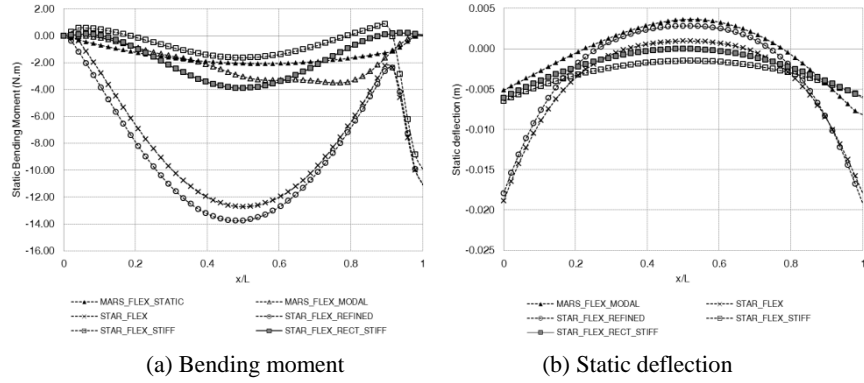 2.00
0.00
-2.00
-4.00
-6.00
-8.00
-10.00
-12.00
-14.00
-16.00
Static Bending Moment (N.m)
0 0.2 0.4 0.6 0.8 1
x/L
MARS_FLEX_STATIC MARS_FLEX_MODAL
STAR_FLEX STAR_FLEX_REFINED
STAR_FLEX_STIFF STAR_FLEX_RECT_STIFF
(a) Bending moment
0.005
0.000
-0.005
-0.010
-0.015
-0.020
-0.025
Static deflection (m)
0 0.2 0.4 0.6 0.8 1
x/L
MARS_FLEX_MODAL STAR_FLEX
STAR_FLEX_REFINED STAR_FLEX_STIFF
STAR_FLEX_RECT_STIFF
(b) Static deflection